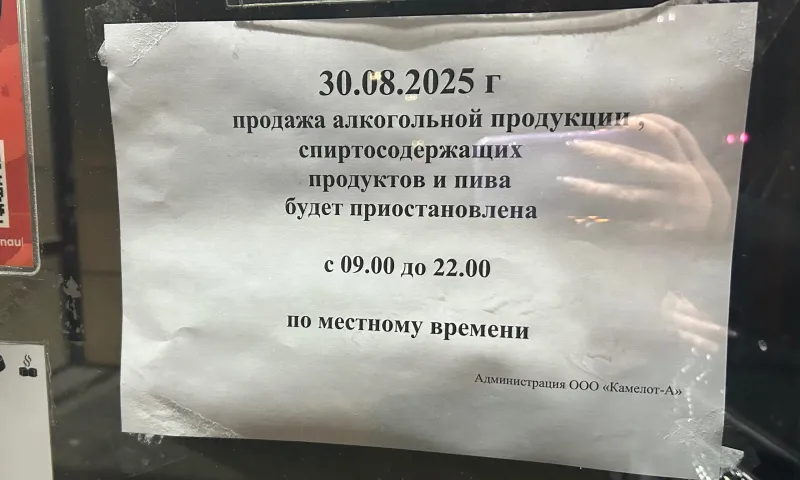 30.08.2025 г
продажа алкогольной продукции ,
спиртосодержащих
продуктов и пива
будет приостановлена
с 09.00 до 22.00
по местному времени
Администрация ООО «Камелот-А»